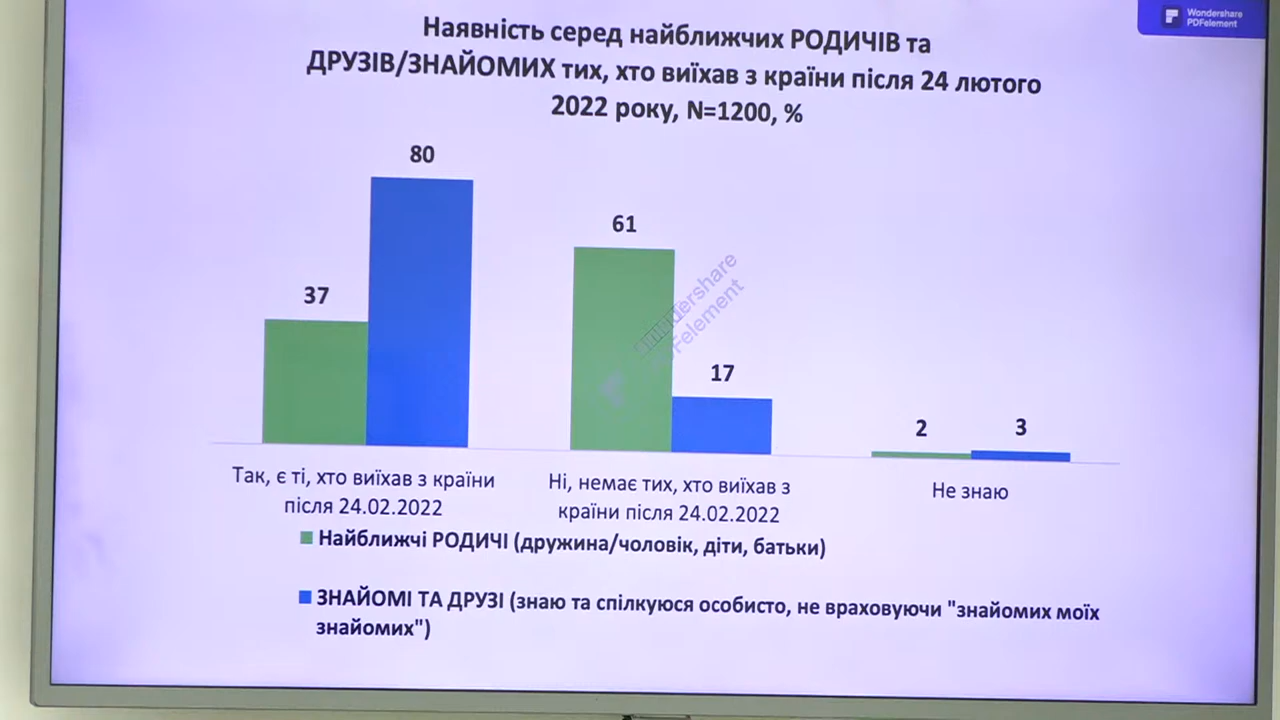 Wondershare
PDFelement
Наявність серед найближчих РОДИЧІВ та
ДРУЗІВ/ЗНАЙОМИХ тих, хто виїхав з країни після 24 лютого
2022 року, N=1200, %
80
61
37
17
2
3
Так, є ті, хто виїхав з країни
після 24.02.2022
Ні, немає тих, хто виїхав з
країни після 24.02.2022
Не знаю
Найближчі РОДИЧІ (дружина/чоловік, діти, батьки)
ЗНАЙОМІ ТА ДРУЗІ (знаю та спілкуюся особисто, не враховуючи "знайомих моїх
знайомих")